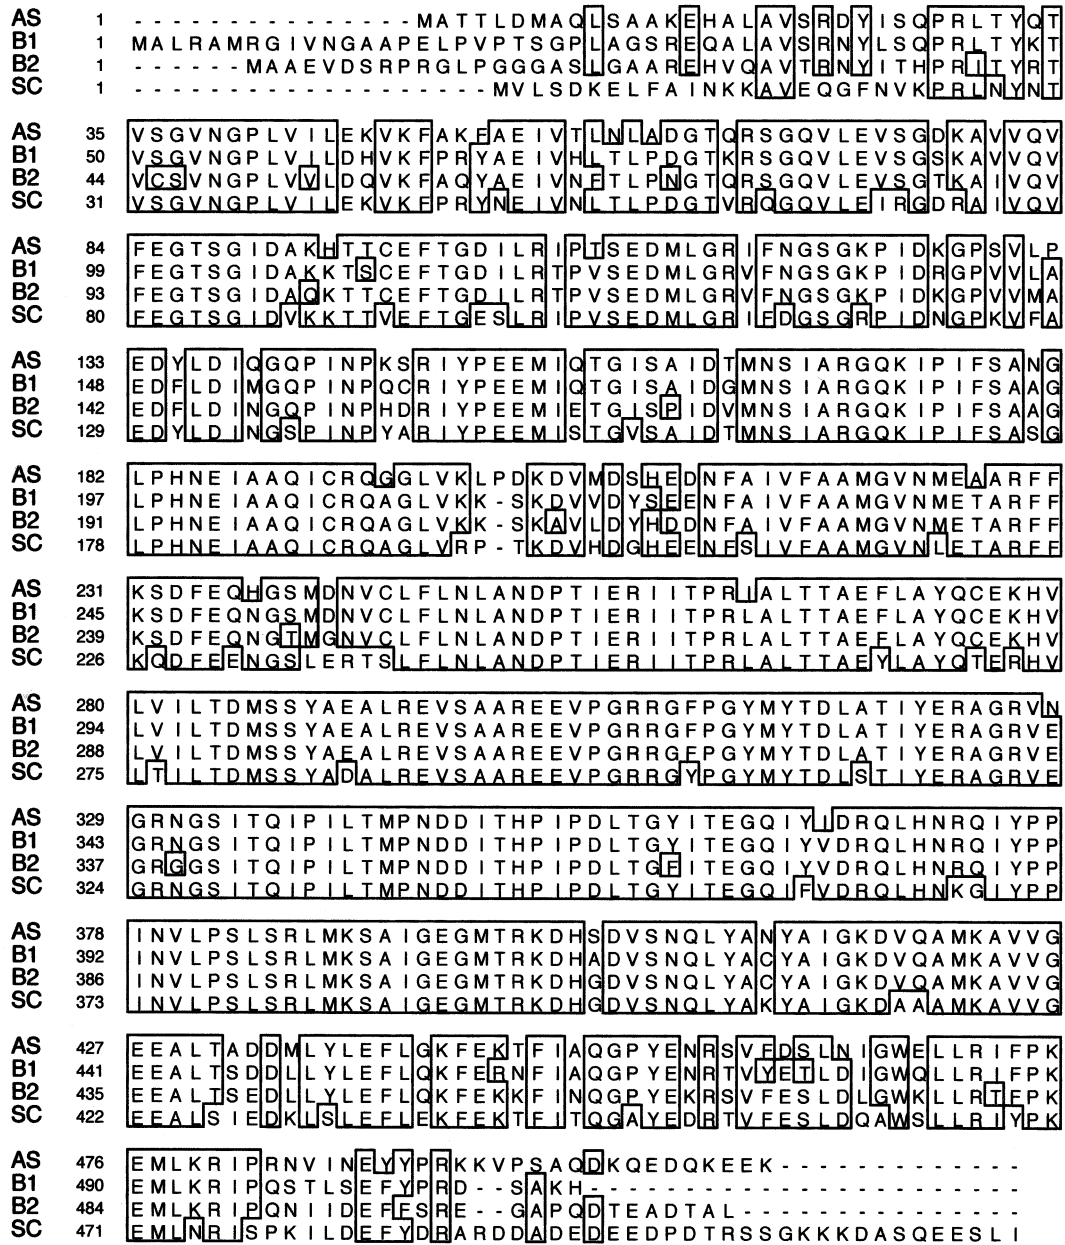 AS 1 ---------------MATTLDMAQLSAAKEHALAVSRDYISQPRLTYQT
B1 1 MALRAMRGIVNGAAPELPVPTSGPLAGSREQALAVSRNYLSQPRLTYKT
B2 1 ------MAAEVDSRPRGLPGGGASLGAAREHVQAVTRNYITHPRITYRT
SC 1 -------------------MVLSDKELFAINKKAVEQGFNVKPRLNYNT
AS 35 VSGVNGPLVILEKVKFAKFAEIVTLNLADGTQRSGQVLEVSGDKAVVQV
B1 50 VSGVNGPLVILDHVKFPRYAEIVHLTLPDGTKRSGQVLEVSGSKAVVQV
B2 44 VCSVNGPLVVLDQVKFAQYAEIVNFTLPNGTQRSGQVLEVSGTKAIVQV
SC 31 VSGVNGPLVILEKVKFPRYNEIVNLTLPDGTVRQGQVLEIRGDRAIVQV
AS 84 FEGTSGIDAKHTTCEFTGDILRIPTSEDMLGRIFNGSGKPIDKGPSVLP
B1 99 FEGTSGIDAKKTSCEFTGDILRTPVSEDMLGRVFNGSGKPIDRGPVVLA
B2 93 FEGTSGIDAQKTTCEFTGDILRTPVSEDMLGRVFNGSGKPIDKGPVVMA
SC 80 FEGTSGIDVKKTTVEFTGESLRIPVSEDMLGRIFDGSGRPIDNGPKVFA
AS 133 EDYLDIQGQPINPKSRIYPEEMIQTGISAIDTMNSIARGQKIPIFSANG
B1 148 EDFLDIMGQPINPQCRIYPEEMIQTGISAIDGMNSIARGQKIPIFSAAG
B2 142 EDFLDINGQPINPHDRIYPEEMIETGISPIDVMNSIARGQKIPIFSAAG
SC 129 EDYLDINGSPINPYARIYPEEMISTGVSAIDTMNSIARGQKIPIFSASG
AS 182 LPHNEIAAQICRQGGLVKLPDKDVMDSHEDNFAIVFAAMGVNMEAARFF
B1 197 LPHNEIAAQICRQAGLVKK-SKDVVDYSEENFAIVFAAMGVNMETARFF
B2 191 LPHNEIAAQICRQAGLVKK-SKAVLDYHDDNFAIVFAAMGVNMETARFF
SC 178 LPHNEIAAQICRQAGLVRP-TKDVHDGHEENFSIVFAAMGVNLETARFF
AS 231 KSDFEQHGSMDNVCLFLNLANDPTIERIITPRIALTTAEFLAYQCEKHV
B1 245 KSDFEQNGSMDNVCLFLNLANDPTIERIITPRLALTTAEFLAYQCEKHV
B2 239 KSDFEQNGTMGNVCLFLNLANDPTIERIITPRLALTTAEFLAYQCEKHV
SC 226 KQDFEENGSLERTSLFLNLANDPTIERIITPRLALTTAEYLAYQTERHV
AS 280 LVILTDMSSYAEALREVSAAREEVPGRRGFPGYMYTDLATIYERAGRVN
B1 294 LVILTDMSSYAEALREVSAAREEVPGRRGFPGYMYTDLATIYERAGRVE
B2 288 LVILTDMSSYAEALREVSAAREEVPGRRGFPGYMYTDLATIYERAGRVE
SC 275 LTILTDMSSYADALREVSAAREEVPGRRGYPGYMYTDLSTIYERAGRVE
AS 329 GRNGSITQIPILTMPNDDITHPIPDLTGYITEGQIYIDRQLHNRQIYPP
B1 343 GRNGSITQIPILTMPNDDITHPIPDLTGYITEGQIYVDRQLHNRQIYPP
B2 337 GRGGSITQIPILTMPNDDITHPIPDLTGFITEGQIYVDRQLHNRQIYPP
SC 324 GRNGSITQIPILTMPNDDITHPIPDLTGYITEGQIFVDRQLHNKGIYPP
AS 378 INVLPSLSRLMKSAIGEGMTRKDHSDVSNQLYANYAIGKDVQAMKAVVG
B1 392 INVLPSLSRLMKSAIGEGMTRKDHADVSNQLYACYAIGKDVQAMKAVVG
B2 386 INVLPSLSRLMKSAIGEGMTRKDHGDVSNQLYACYAIGKDVQAMKAVVG
SC 373 INVLPSLSRLMKSAIGEGMTRKDHGDVSNQLYAKYAIGKDAAAMKAVVG
AS 427 EEALTADDMLYLEFLGKFEKTFIAQGPYENRSVFDSLNIGWELLRIFPK
B1 441 EEALTSDDLLYLEFLQKFERNFIAQGPYENRTVYETLDIGWQLLRIFPK
B2 435 EEALTSEDLLYLEFLQKFEKKFINQGPYEKRSVFESLDLGWKLLRTFPK
SC 422 EEALSIEDKLSLEFLEKFEKTFITQGAYEDRTVFESLDQAWSLLRIYPK
AS 476 EMLKRIPRNVINEYYPRKKVPSAQDKQEDQKEEK-------------
B1 490 EMLKRIPQSTLSEFYPRD--SAKH-----------------------
B2 484 EMLKRIPQNIIDEFFSRE--GAPQDTEADTAL---------------
SC 471 EMLNRISPKILDEFYDRARDDADEDEEDPDTRSSGKKKDASQEESLI